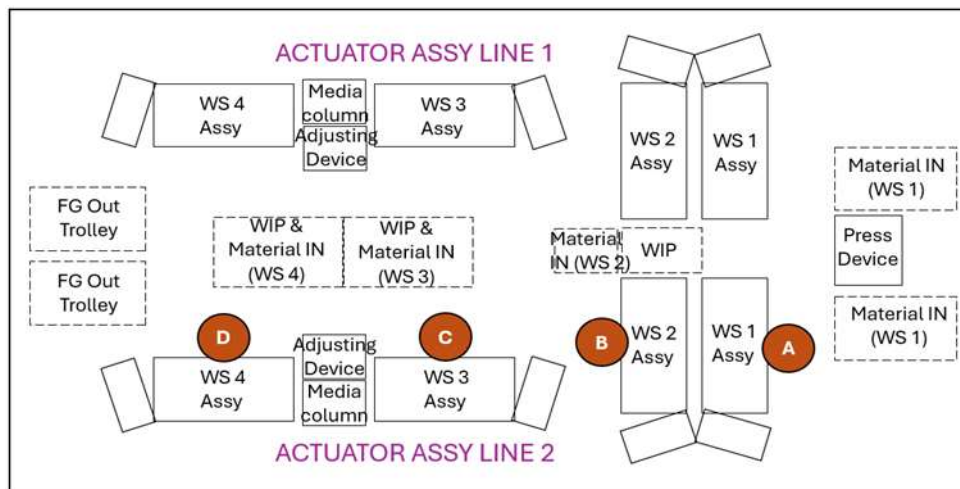 ACTUATOR ASSY LINE 1
WS 4
Assy
Media
column
Adjusting
Device
WS 3
Assy
WS 2
Assy
WS 1
Assy
Material IN
(WS 1)
FG Out
Trolley
WIP &
Material IN
(WS 4)
WIP &
Material IN
(WS 3)
Material
IN (WS 2)
WIP
Press
Device
FG Out
Trolley
Material IN
(WS 1)
D
C
B
A
WS 4
Assy
Adjusting
Device
Media
column
WS 3
Assy
WS 2
Assy
WS 1
Assy
ACTUATOR ASSY LINE 2